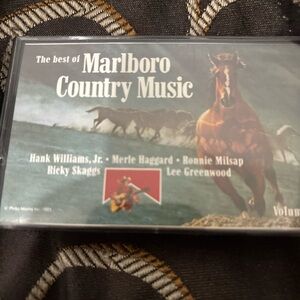 The best of Marlboro
Country Music
Hank Williams, Jr. • Merle Haggard • Ronnie Milsap
Ricky Skaggs Lee Greenwood